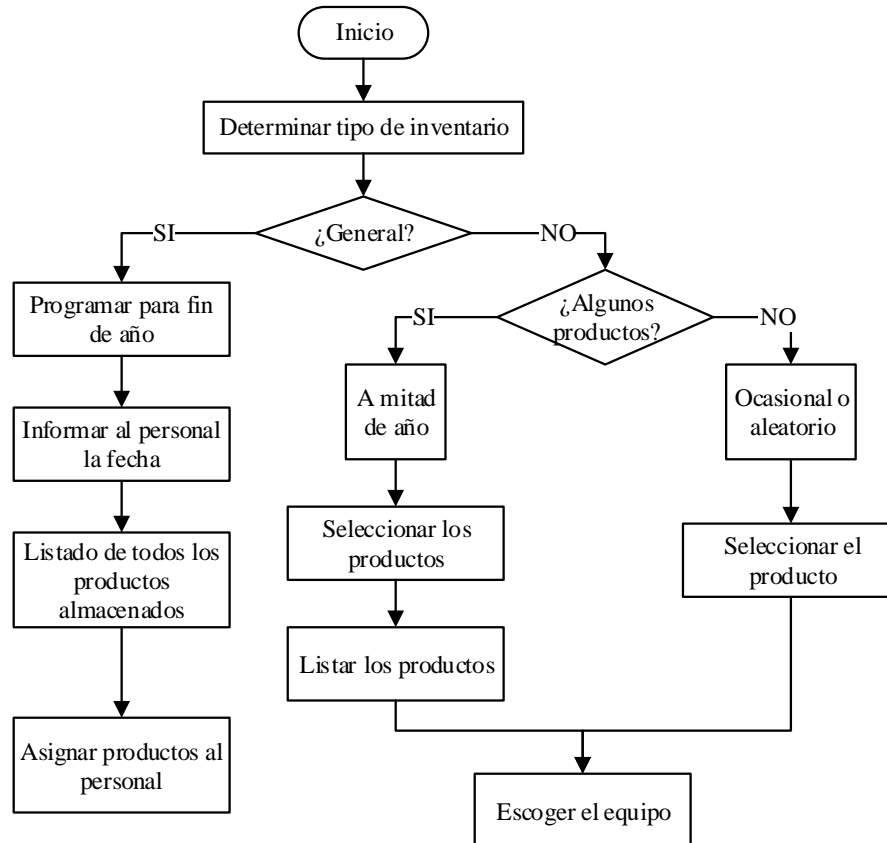 Inicio
Determinar tipo de inventario
¿General?
SI
NO
Programar para fin
de año
¿Algunos
productos?
SI
NO
A mitad
de año
Ocasional o
aleatorio
Informar al personal
la fecha
Seleccionar los
productos
Seleccionar el
producto
Listado de todos los
productos
almacenados
Listar los productos
Asignar productos al
personal
Escoger el equipo